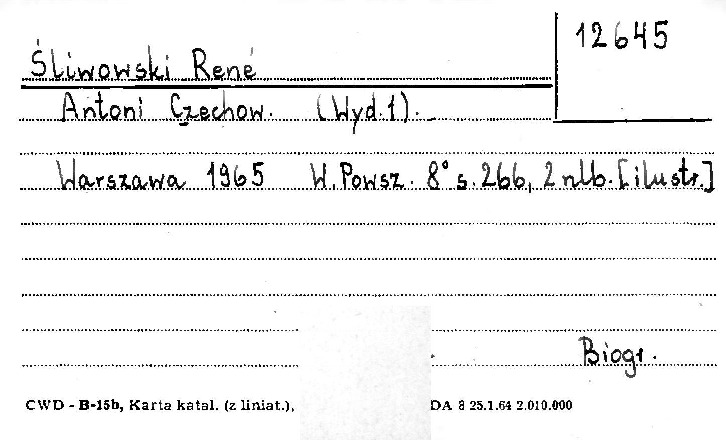 12645
Śliwowski René
Antoni Czechow. (Wyd. 1).
Warszawa 1965 W. Powsz. 8° s. 266, 2 nlb. [ilustr.]
Biogr.
CWD - B-15b, Karta katal. (z liniat.), DA 8 25.1.64 2.010.000